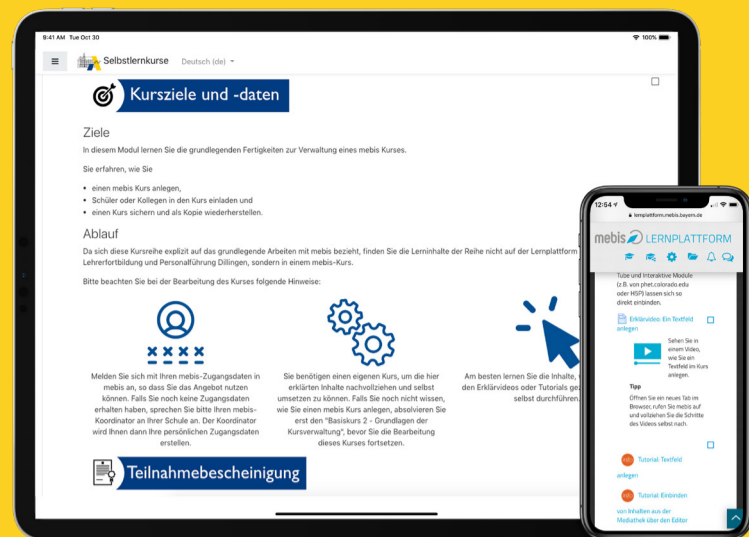 9:41 AM Tue Oct 30
100%
Selbstlernkurse Deutsch (de)
Kursziele und -daten
Ziele
In diesem Modul lernen Sie die grundlegenden Fertigkeiten zur Verwaltung eines mebis Kurses.
Sie erfahren, wie Sie
• einen mebis Kurs anlegen,
• Schüler oder Kollegen in den Kurs einladen und
• einen Kurs sichern und als Kopie wiederherstellen.
Ablauf
Da sich diese Kursreihe explizit auf das grundlegende Arbeiten mit mebis bezieht, finden Sie die Lerninhalte der Reihe nicht auf der Lernplattform
Lehrerfortbildung und Personalführung Dillingen, sondern in einem mebis-Kurs.
Bitte beachten Sie bei der Bearbeitung des Kurses folgende Hinweise:
Melden Sie sich mit Ihren mebis-Zugangsdaten in
mebis an, so dass Sie das Angebot nutzen
können. Falls Sie noch keine Zugangsdaten
erhalten haben, sprechen Sie bitte Ihren mebis-
Koordinator an Ihrer Schule an. Der Koordinator
wird Ihnen dann Ihre persönlichen Zugangsdaten
erstellen.
Sie benötigen einen eigenen Kurs, um die hier
erklärten Inhalte nachvollziehen und selbst
umsetzen zu können. Falls Sie noch nicht wissen,
wie Sie einen mebis Kurs anlegen, absolvieren Sie
erst den "Basiskurs 2 - Grundlagen der
Kursverwaltung", bevor Sie die Bearbeitung
dieses Kurses fortsetzen.
Am besten lernen Sie die Inhalte,
den Erklärvideos oder Tutorials
selbst durchführen.
Teilnahmebescheinigung
12:54
lernplattform.mebis.bayern.de
mebis LERNPLATTFORM
Tube und Interaktive Module
(z.B. von phet.colorado.edu
oder H5P) lassen sich so
direkt einbinden.
Erklärvideo: Ein Textfeld
anlegen
Sehen Sie in
einem Video,
wie Sie ein
Textfeld im Kurs
anlegen.
Tipp
Öffnen Sie ein neues Tab im
Browser, rufen Sie mebis auf
und vollziehen Sie die Schritte
des Videos selbst nach.
Tutorial: Textfeld
anlegen
Tutorial: Einbinden
von Inhalten aus der
Mediathek über den Editor